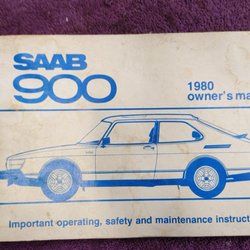 SAAB
900
1980
owner's ma
Important operating, safety and maintenance instruct